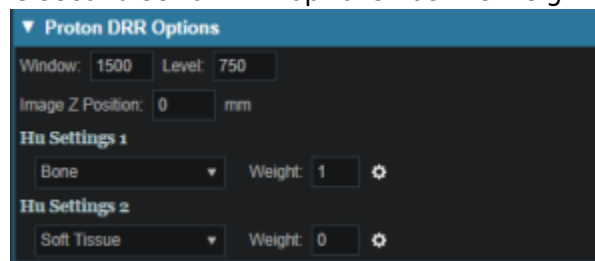 ▼ Proton DRR Options
Window: 1500 Level: 750
Image Z Position: 0 mm
Hu Settings 1
Bone Weight: 1
Hu Settings 2
Soft Tissue Weight: 0